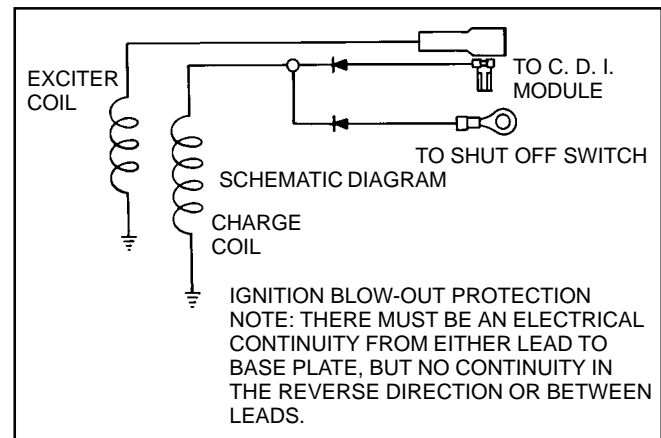 EXCITER
COIL
TO C. D. I.
MODULE
TO SHUT OFF SWITCH
SCHEMATIC DIAGRAM
CHARGE
COIL
IGNITION BLOW-OUT PROTECTION
NOTE: THERE MUST BE AN ELECTRICAL
CONTINUITY FROM EITHER LEAD TO
BASE PLATE, BUT NO CONTINUITY IN
THE REVERSE DIRECTION OR BETWEEN
LEADS.